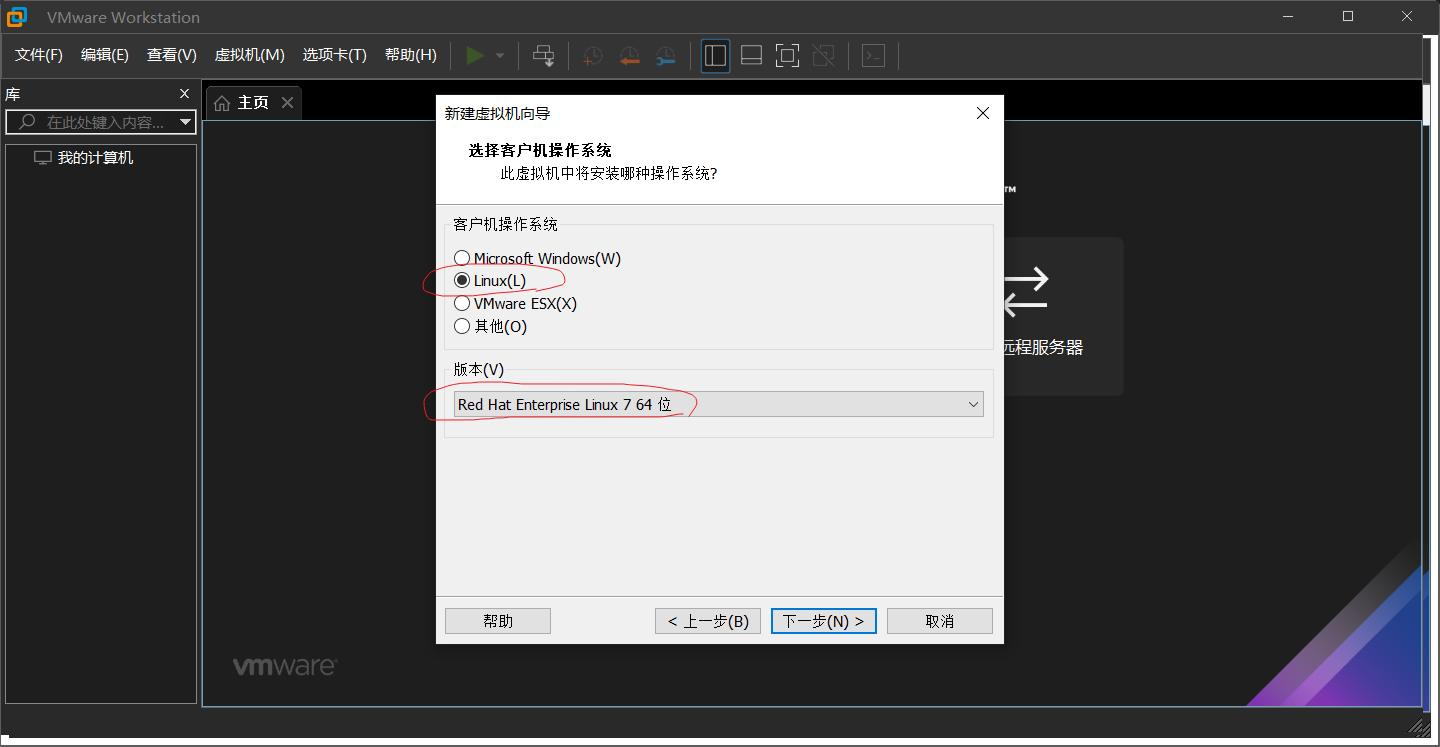 VMware Workstation
文件(F) 编辑(E) 查看(V) 虚拟机(M) 选项卡(T) 帮助(H)
库
在此处键入内容...
我的计算机
主页
新建虚拟机向导
选择客户机操作系统
此虚拟机中将安装哪种操作系统?
TM
客户机操作系统
Microsoft Windows(W)
Linux(L)
VMware ESX(X)
其他(O)
远程服务器
版本(V)
Red Hat Enterprise Linux 7 64 位
帮助 < 上一步(B) 下一步(N) > 取消
vmware